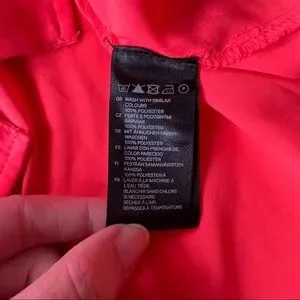 GB WASH WITH SIMILAR
COLOURS
100% POLYESTER
CZ PERTE S PODOBNÝMI
BARVAMI
100% POLYESTER
DE MIT ÄHNLICHEN FARBEN
WASCHEN
100% POLYESTER
ES LAVAR CON PRENDAS DE
COLOR PARECIDO
100% POLIÉSTER
FI PESTÄÄN SAMANVÄRISTEN
KANSSA
100% POLYESTERIÄ
FR LAVER À LA MACHINE À
L'EAU TIÈDE.
BLANCHIR SANS CHLORE
SI NÉCESSAIRE
SÉCHER À L'AIR
REPASSER À TEMPÉRATURE